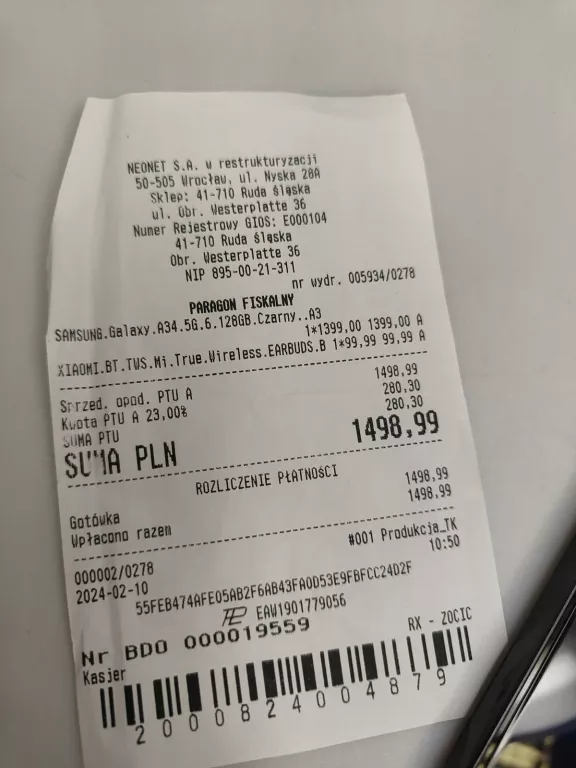 NEONET S.A. w restrukturyzacji
50-505 Wrocław, ul. Nyska 28A
Sklep: 41-710 Ruda śląska
ul. Obr. Westerplatte 36
Numer Rejestrowy GIOS: E000104
41-710 Ruda śląska
Obr. Westerplatte 36
NIP 895-00-21-311
nr wydr. 005934/0278
PARAGON FISKALNY
SAMSUNG.Galaxy.A34.5G.6.128GB.Czarny..A3
1*1399,00 1399,00 A
XIAOMI.BT.TWS.Mi.True.Wireless.EARBUDS.B 1*99,99 99,99 A
Sprzed. opod. PTU A 1498,99
Kwota PTU A 23,00% 280,30
SUMA PTU 280,30
SUMA PLN 1498,99
ROZLICZENIE PŁATNOŚCI
Gotówka 1498,99
Wpłacono razem 1498,99
000002/0278 #001 Produkcja_TK
2024-02-10 10:50
55FEB474AFE05AB2F6AB43FA0D53E9FBFCC24D2F
EAW1901779056
Nr BDO 000019559
Kasjer RX - ZOCIC
2000824004879